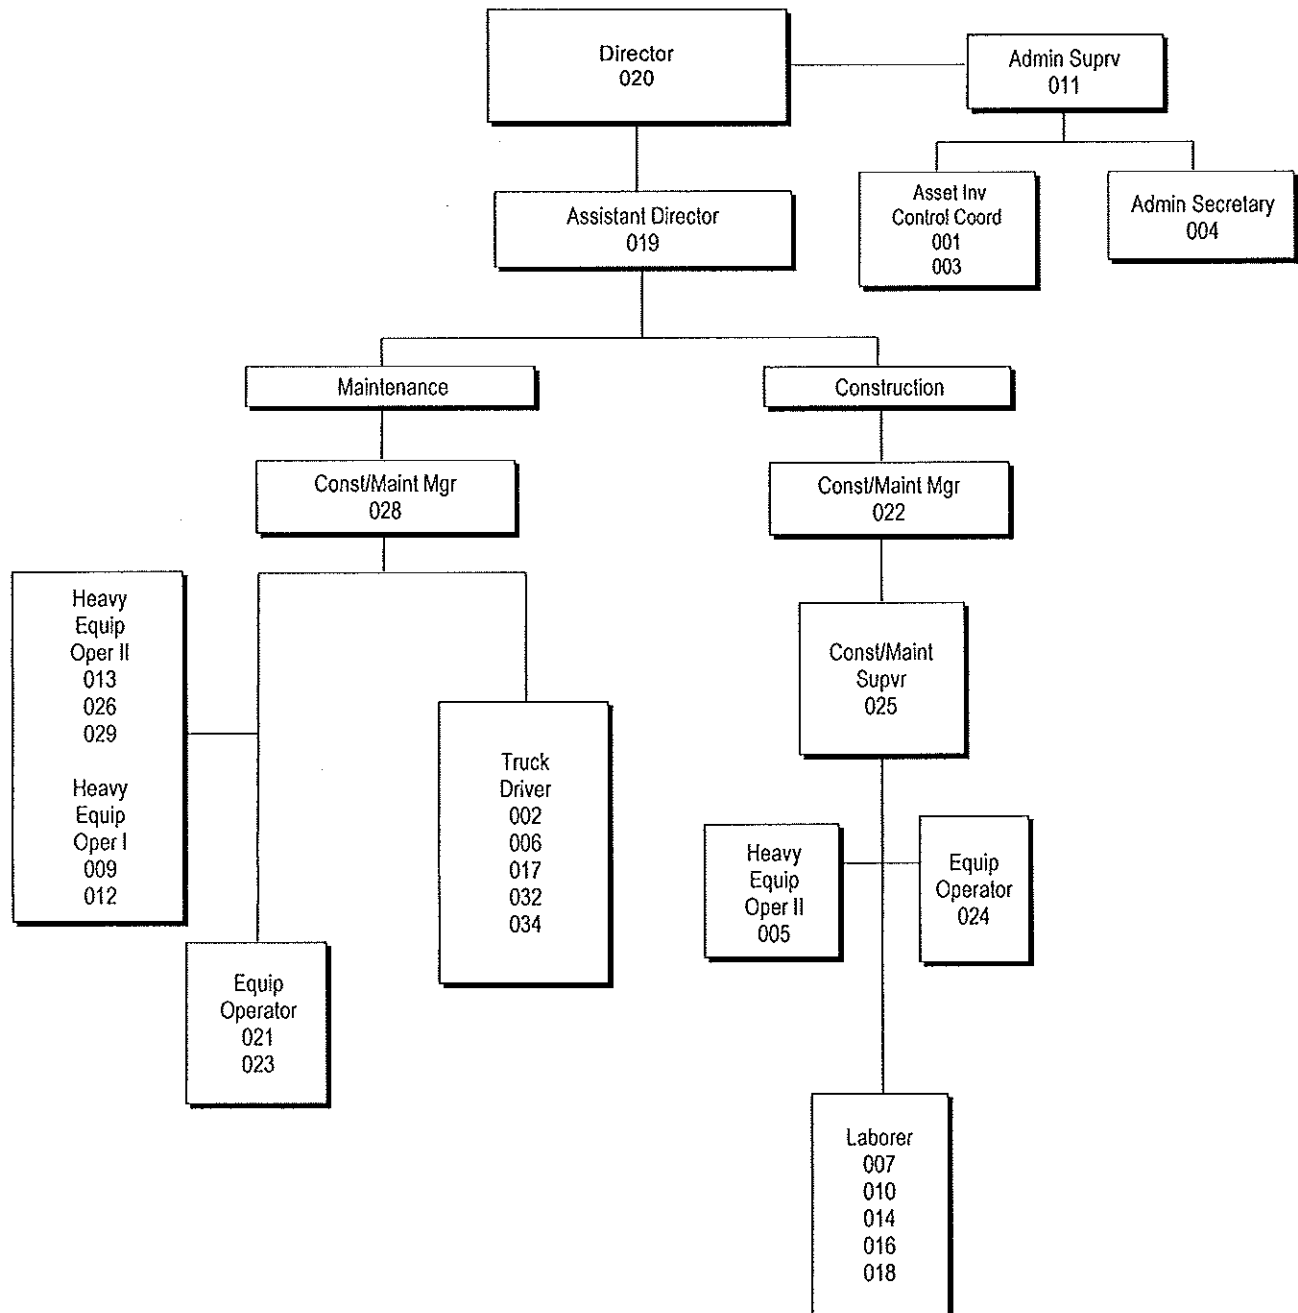 Director
020
Admin Suprv
011
Asset Inv
Control Coord
001
003
Admin Secretary
004
Assistant Director
019
Maintenance
Construction
Const/Maint Mgr
028
Const/Maint Mgr
022
Heavy
Equip
Oper II
013
026
029
Heavy
Equip
Oper I
009
012
Truck
Driver
002
006
017
032
034
Equip
Operator
021
023
Const/Maint
Supvr
025
Heavy
Equip
Oper II
005
Equip
Operator
024
Laborer
007
010
014
016
018